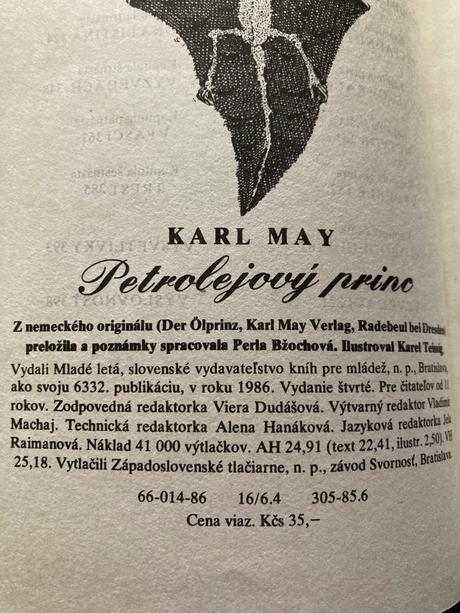 KARL MAY
Petrolejový princ
Z nemeckého originálu (Der Ölprinz, Karl May Verlag, Radebeul bei Dresden
preložila a poznámky spracovala Perla Bžochová. Ilustroval Karel Teissig
Vydali Mladé letá, slovenské vydavateľstvo kníh pre mládež, n. p., Bratislava,
ako svoju 6332. publikáciu, v roku 1986. Vydanie štvrté. Pre čitateľov od
rokov. Zodpovedná redaktorka Viera Dudášová. Výtvarný redaktor Vladimír
Machaj. Technická redaktorka Alena Hanáková. Jazyková redaktorka
Raimanová. Náklad 41 000 výtlačkov. AH 24,91 (text 22,41, ilustr. 2,50). VH
25,18. Vytlačili Západoslovenské tlačiarne, n. p., závod Svornosť, Bratislava.
66-014-86 16/6.4 305-85.6
Cena viaz. Kčs 35,–